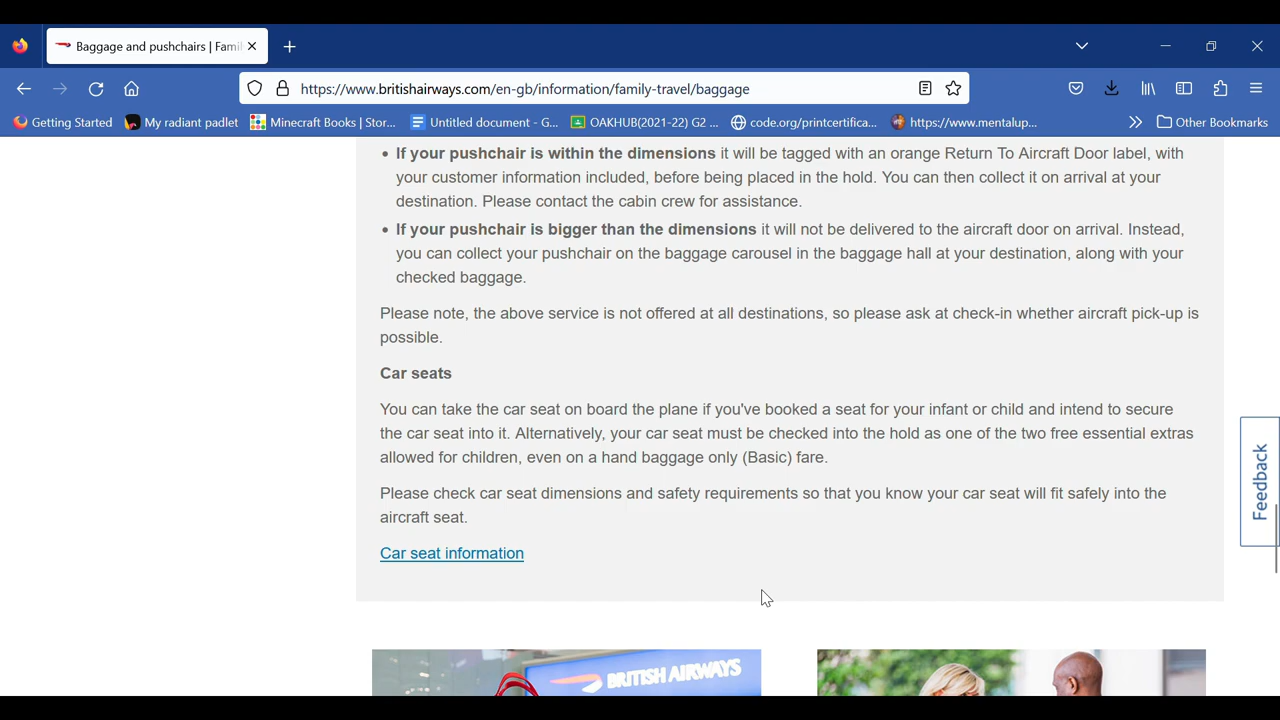 Baggage and pushchairs | Fami
https://www.britishairways.com/en-gb/information/family-travel/baggage
Getting Started
My radiant padlet
Minecraft Books | Stor...
Untitled document - G...
OAKHUB(2021-22) G2 ...
code.org/printcertifica...
https://www.mentalup...
Other Bookmarks
• If your pushchair is within the dimensions it will be tagged with an orange Return To Aircraft Door label, with
your customer information included, before being placed in the hold. You can then collect it on arrival at your
destination. Please contact the cabin crew for assistance.
• If your pushchair is bigger than the dimensions it will not be delivered to the aircraft door on arrival. Instead,
you can collect your pushchair on the baggage carousel in the baggage hall at your destination, along with your
checked baggage.
Please note, the above service is not offered at all destinations, so please ask at check-in whether aircraft pick-up is
possible.
Car seats
You can take the car seat on board the plane if you've booked a seat for your infant or child and intend to secure
the car seat into it. Alternatively, your car seat must be checked into the hold as one of the two free essential extras
allowed for children, even on a hand baggage only (Basic) fare.
Please check car seat dimensions and safety requirements so that you know your car seat will fit safely into the
aircraft seat.
Car seat information
Feedback
BRITISH AIRWAYS